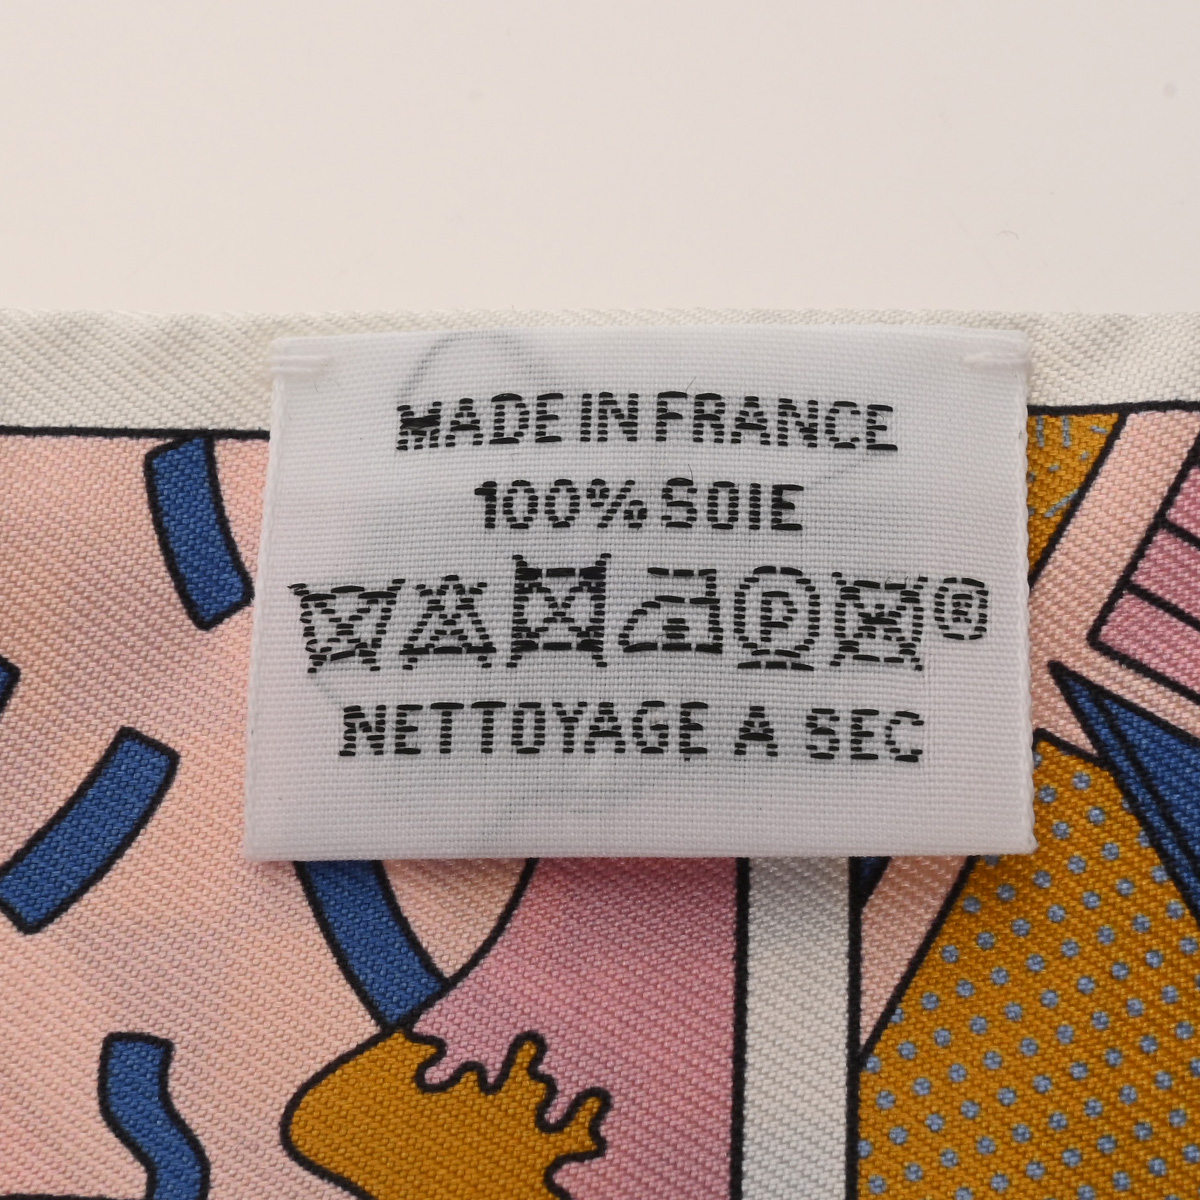 MADE IN FRANCE
100% SOIE
P ®
NETTOYAGE A SEC